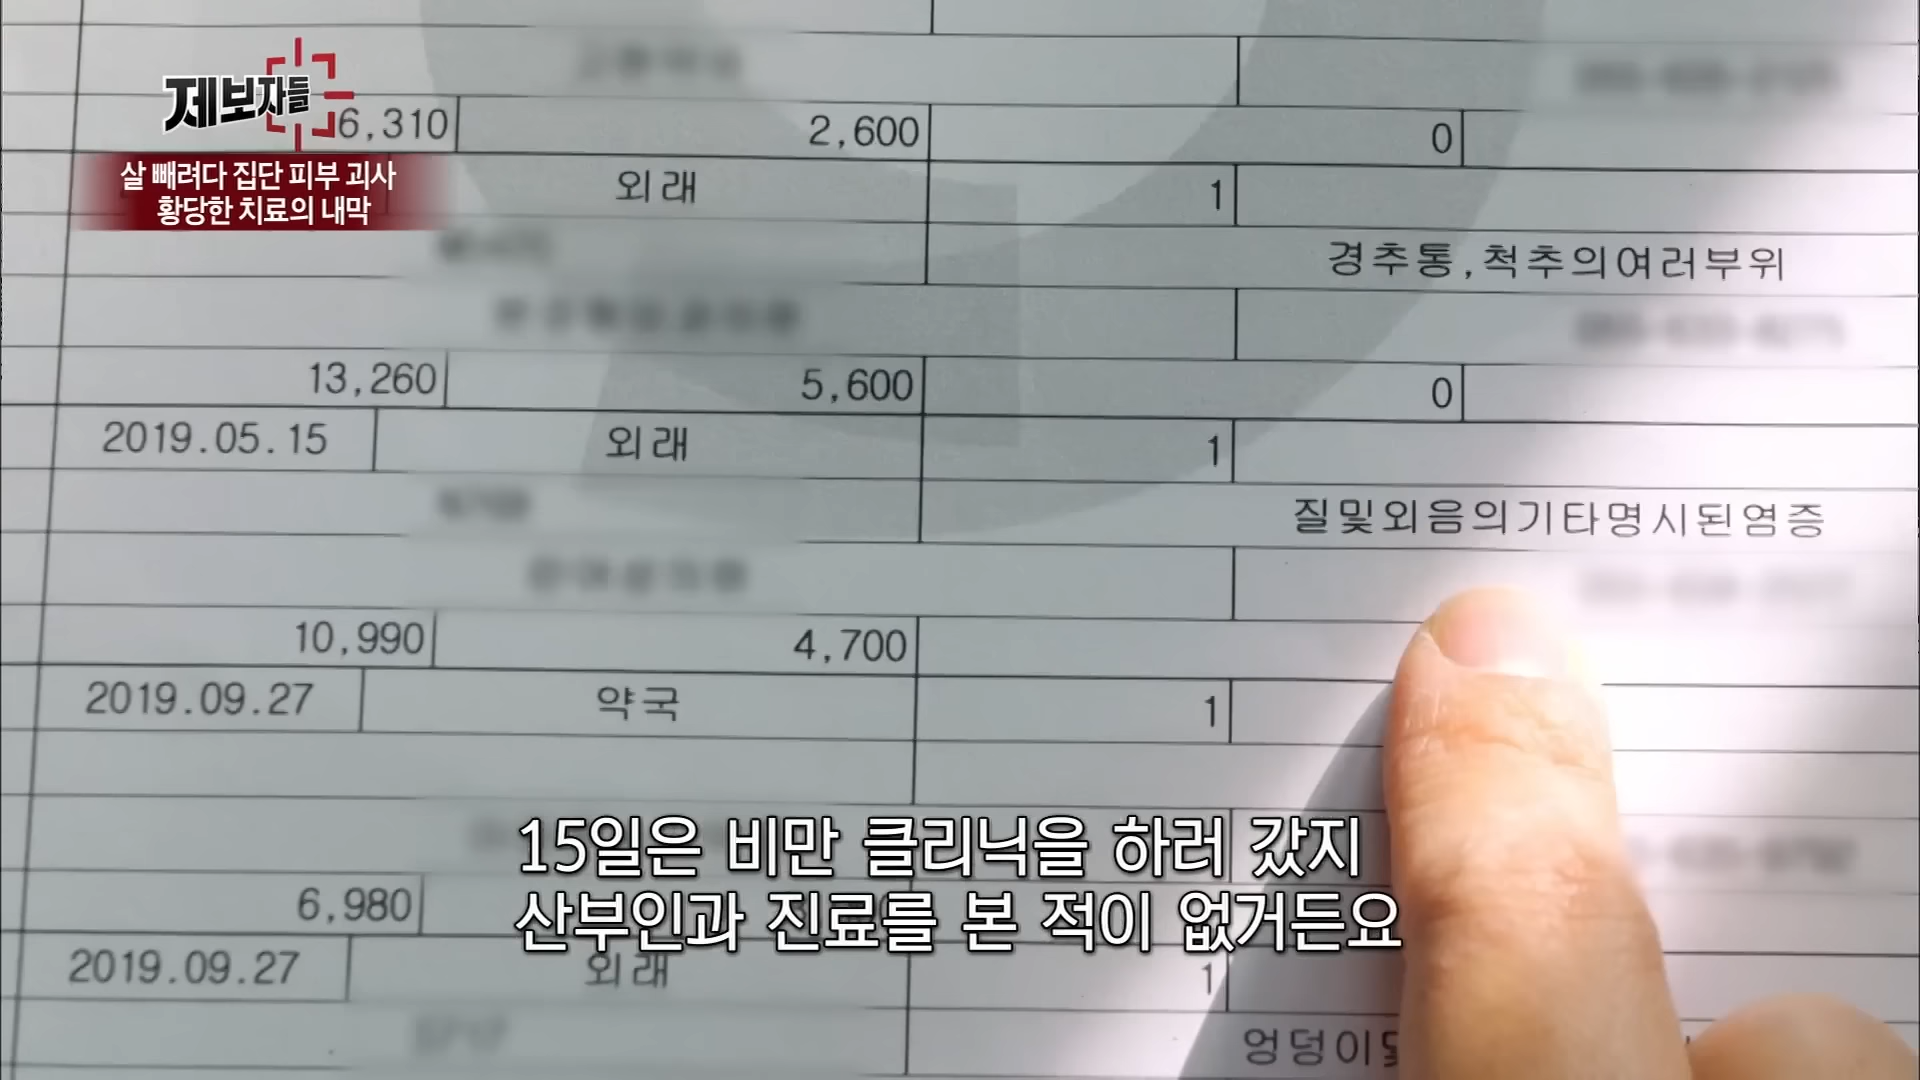 제보자들
살 빼려다 집단 피부 괴사
황당한 치료의 내막
6,310 2,600 0
외래 1
경추통,척추의여러부위
13,260 5,600 0
2019.05.15 외래 1
질및외음의기타명시된염증
10,990 4,700
2019.09.27 약국 1
15일은 비만 클리닉을 하러 갔지
산부인과 진료를 본 적이 없거든요
6,980
2019.09.27 외래 1
엉덩이및